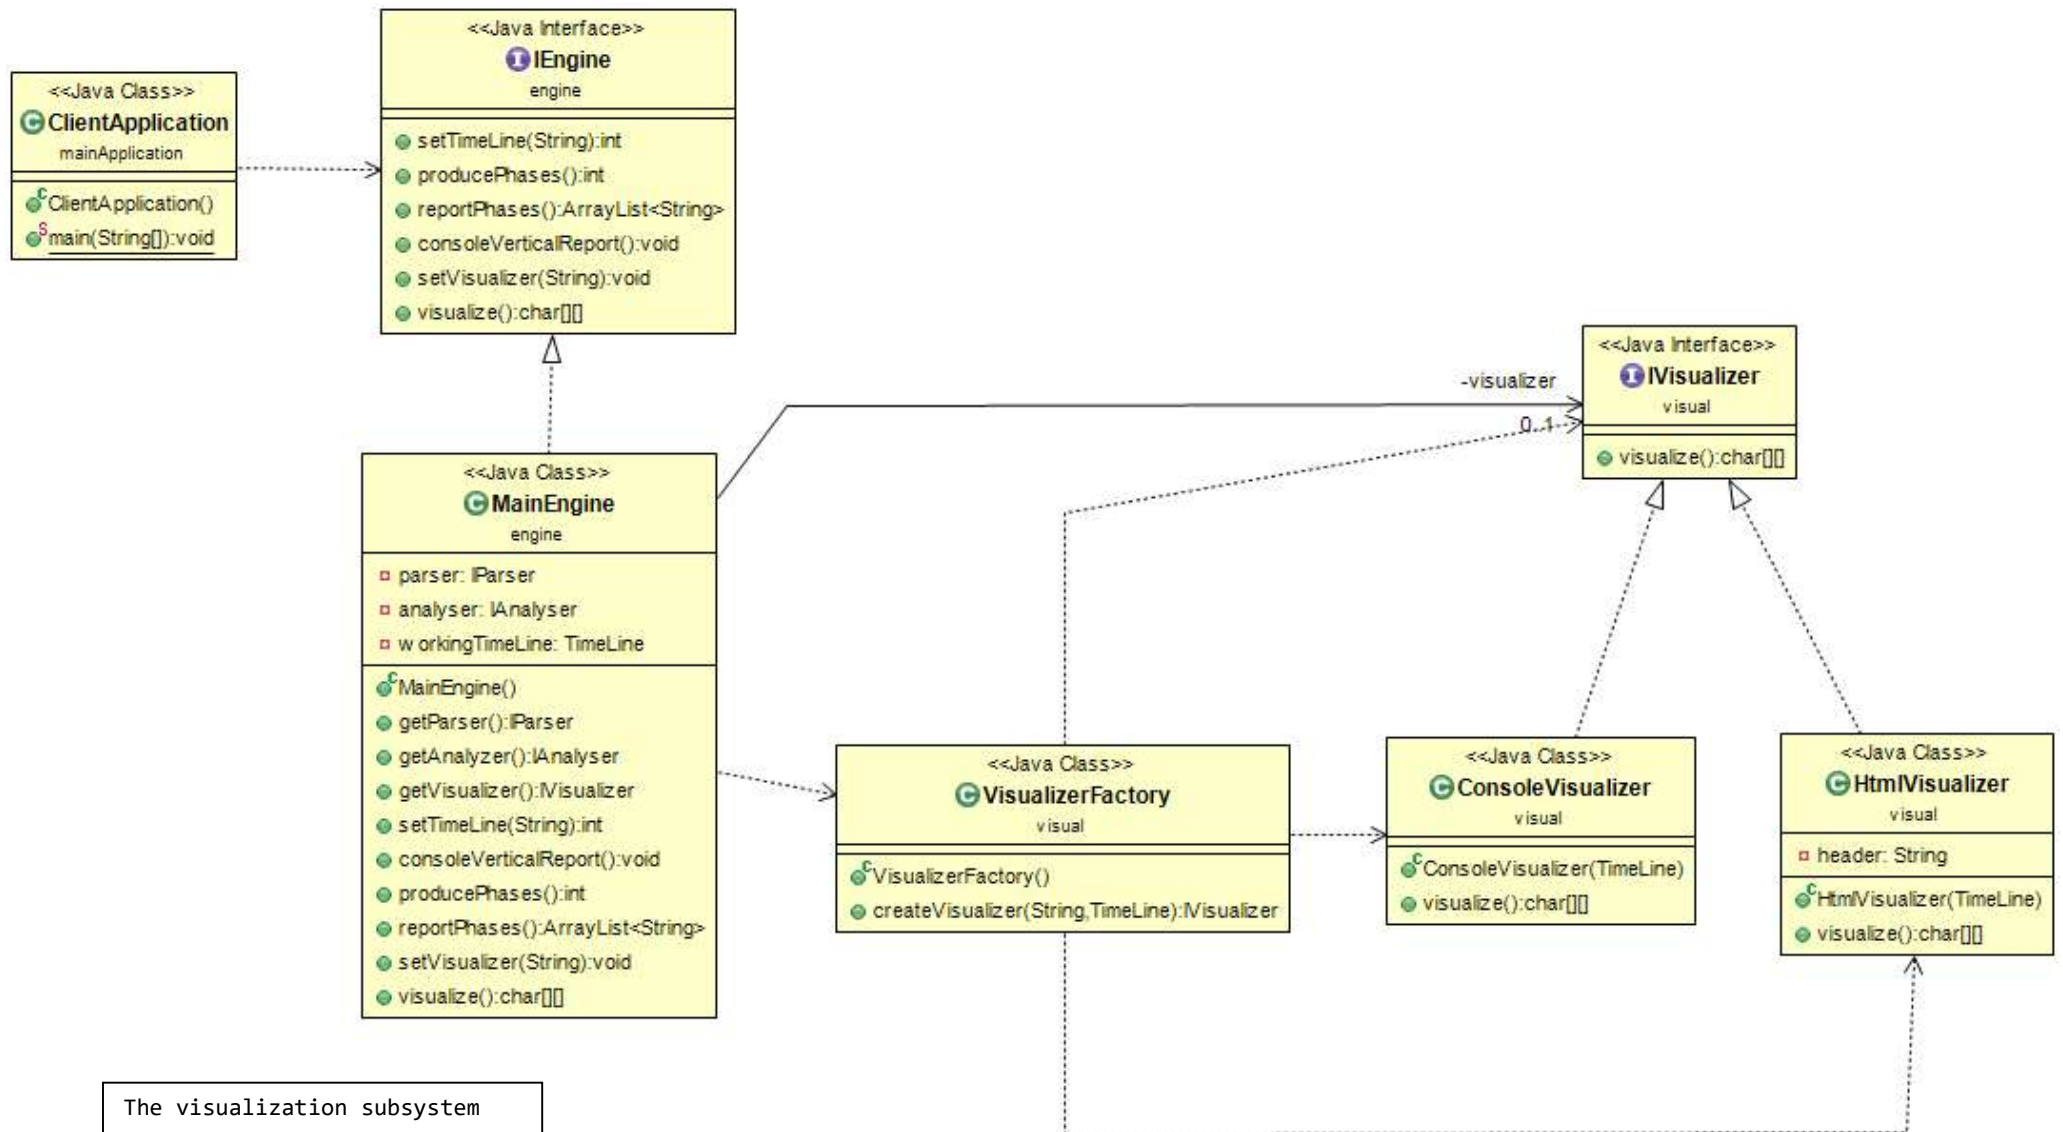 <<Java Class>>
ClientApplication
mainApplication
ClientApplication()
main(String[]):void
<<Java Interface>>
IEngine
engine
setTimeLine(String):int
producePhases():int
reportPhases():ArrayList<String>
consoleVerticalReport():void
setVisualizer(String):void
visualize():char[][]
<<Java Class>>
MainEngine
engine
parser: IParser
analyser: IAnalyser
workingTimeLine: TimeLine
MainEngine()
getParser():IParser
getAnalyzer():IAnalyser
getVisualizer():IVisualizer
setTimeLine(String):int
consoleVerticalReport():void
producePhases():int
reportPhases():ArrayList<String>
setVisualizer(String):void
visualize():char[][]
-visualizer
0..1
<<Java Interface>>
IVisualizer
visual
visualize():char[][]
<<Java Class>>
VisualizerFactory
visual
VisualizerFactory()
createVisualizer(String,TimeLine):IVisualizer
<<Java Class>>
ConsoleVisualizer
visual
ConsoleVisualizer(TimeLine)
visualize():char[][]
<<Java Class>>
HtmlVisualizer
visual
header: String
HtmlVisualizer(TimeLine)
visualize():char[][]
The visualization subsystem